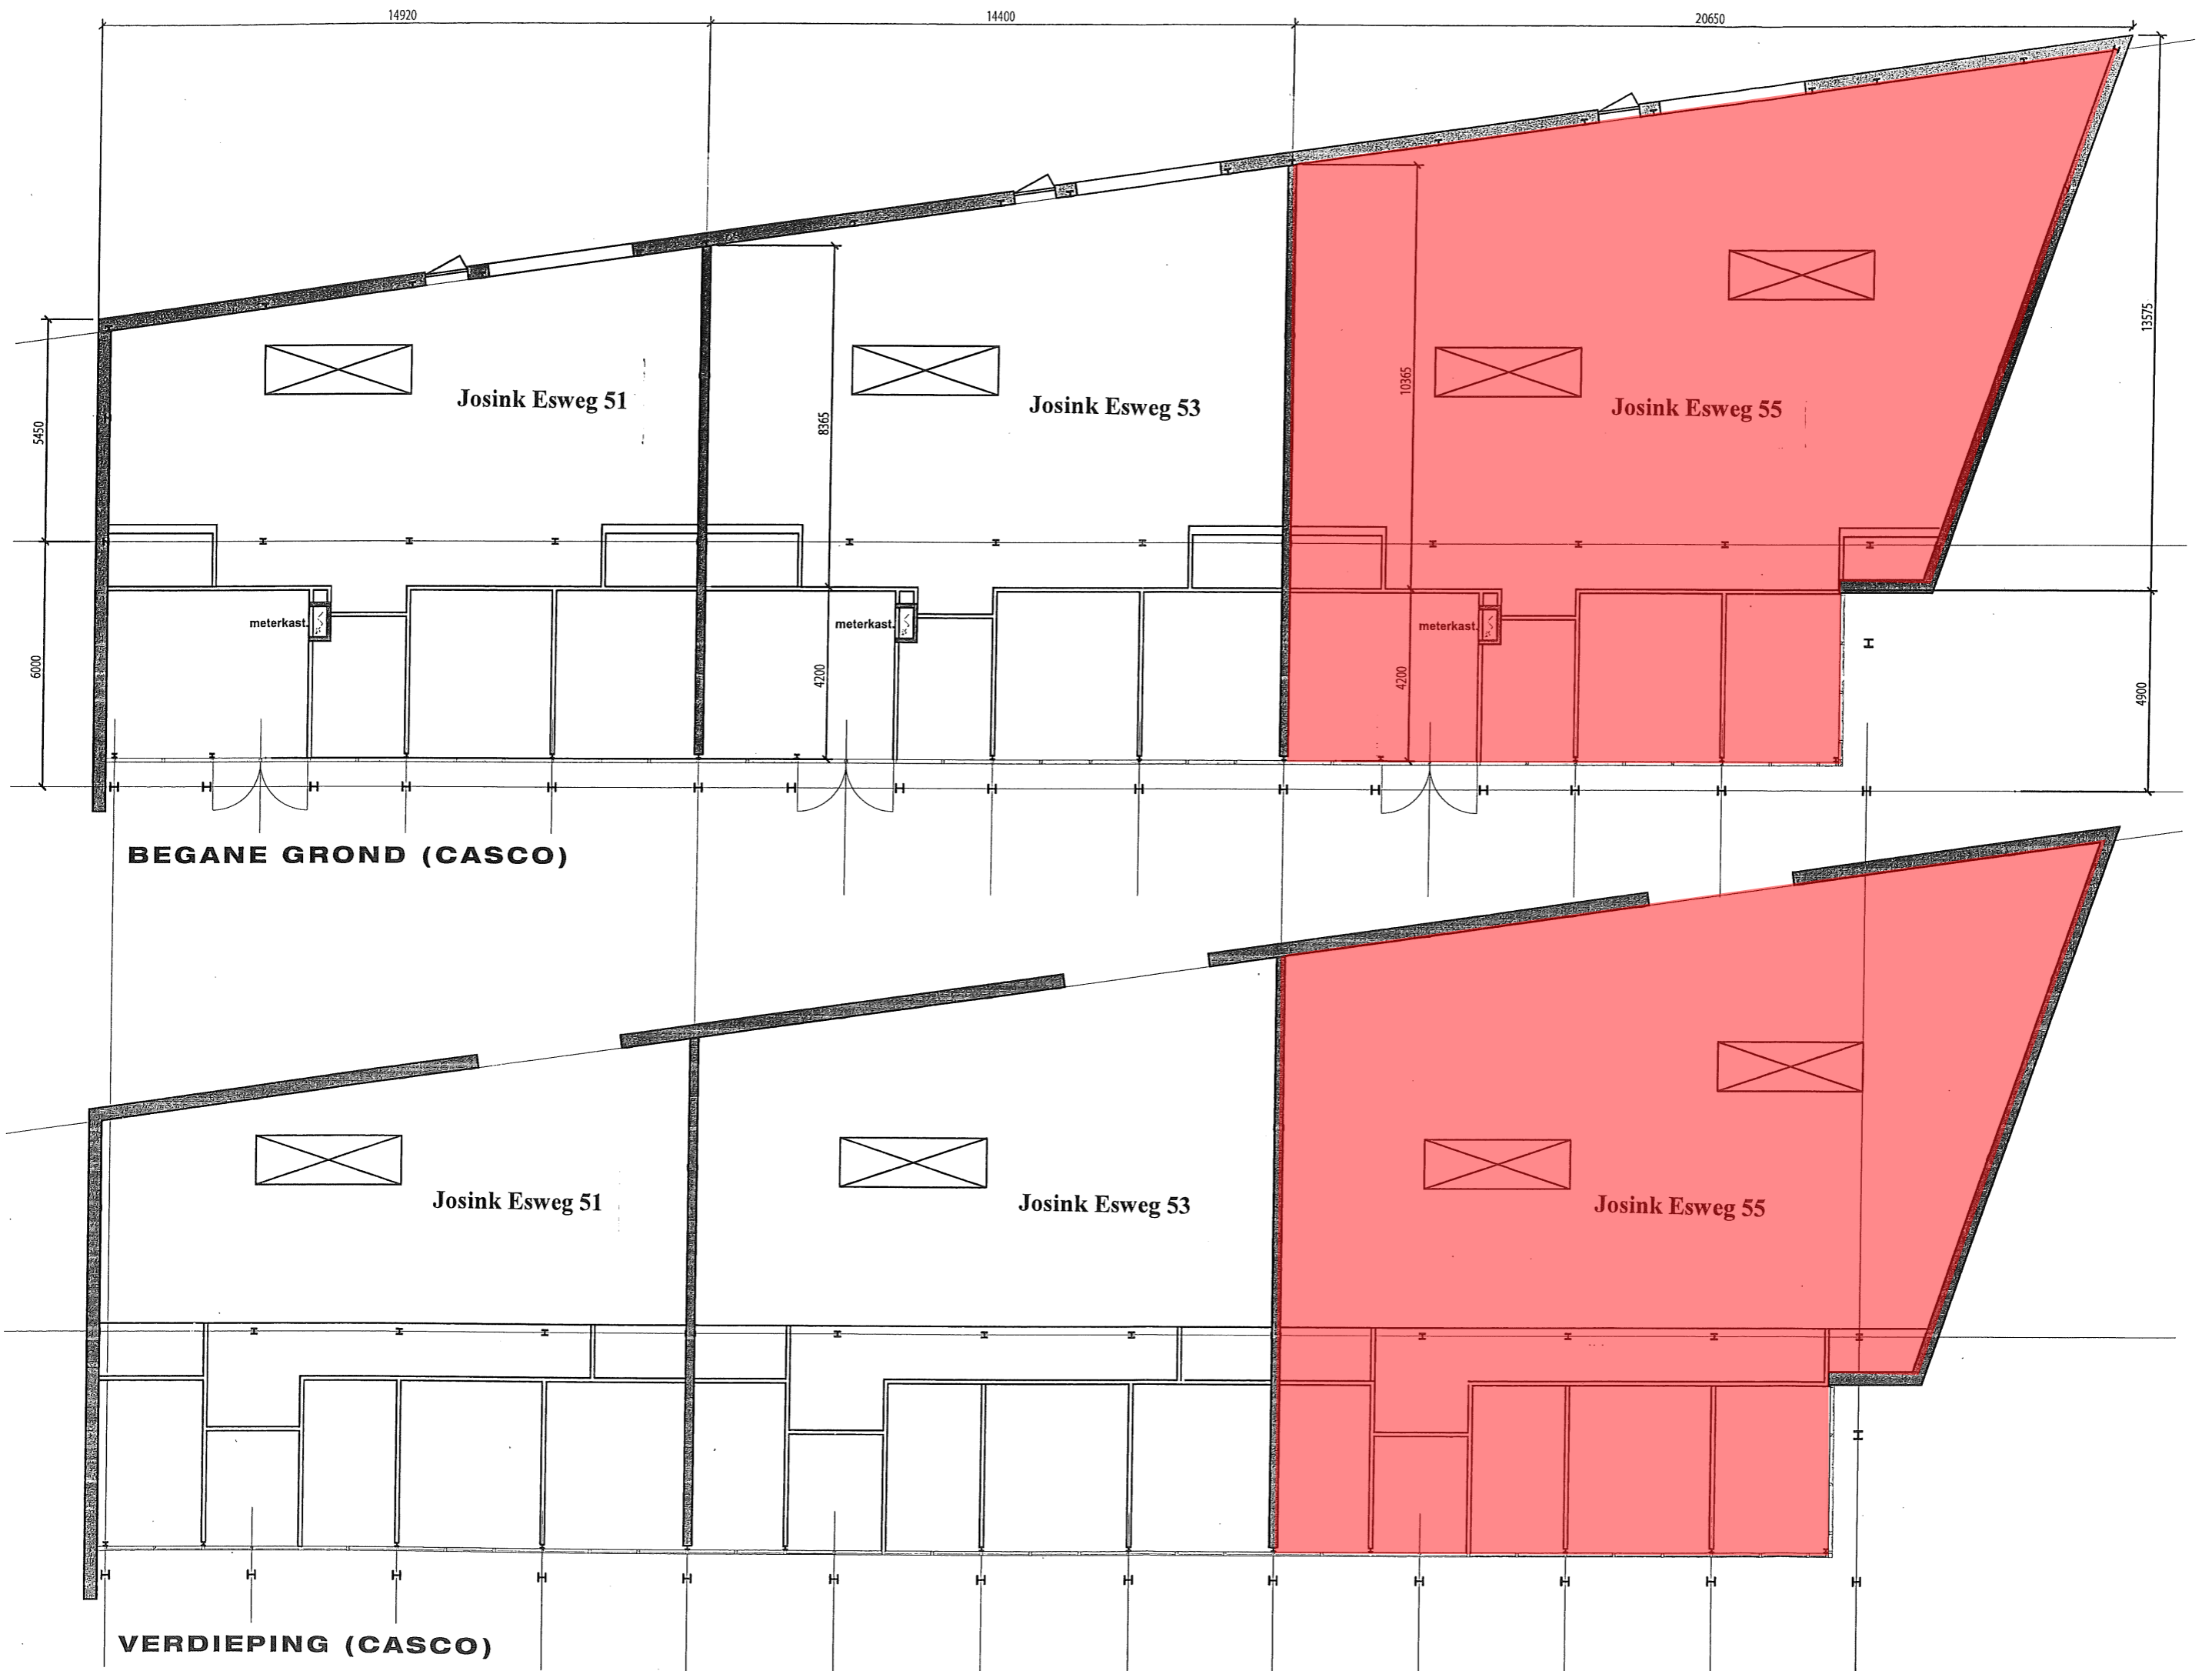 14920
14400
20650
13575
10365
Josink Esweg 51
Josink Esweg 53
Josink Esweg 55
5450
8365
meterkast.
meterkast.
meterkast.
6000
4200
4200
4900
BEGANE GROND (CASCO)
Josink Esweg 51
Josink Esweg 53
Josink Esweg 55
VERDIEPING (CASCO)